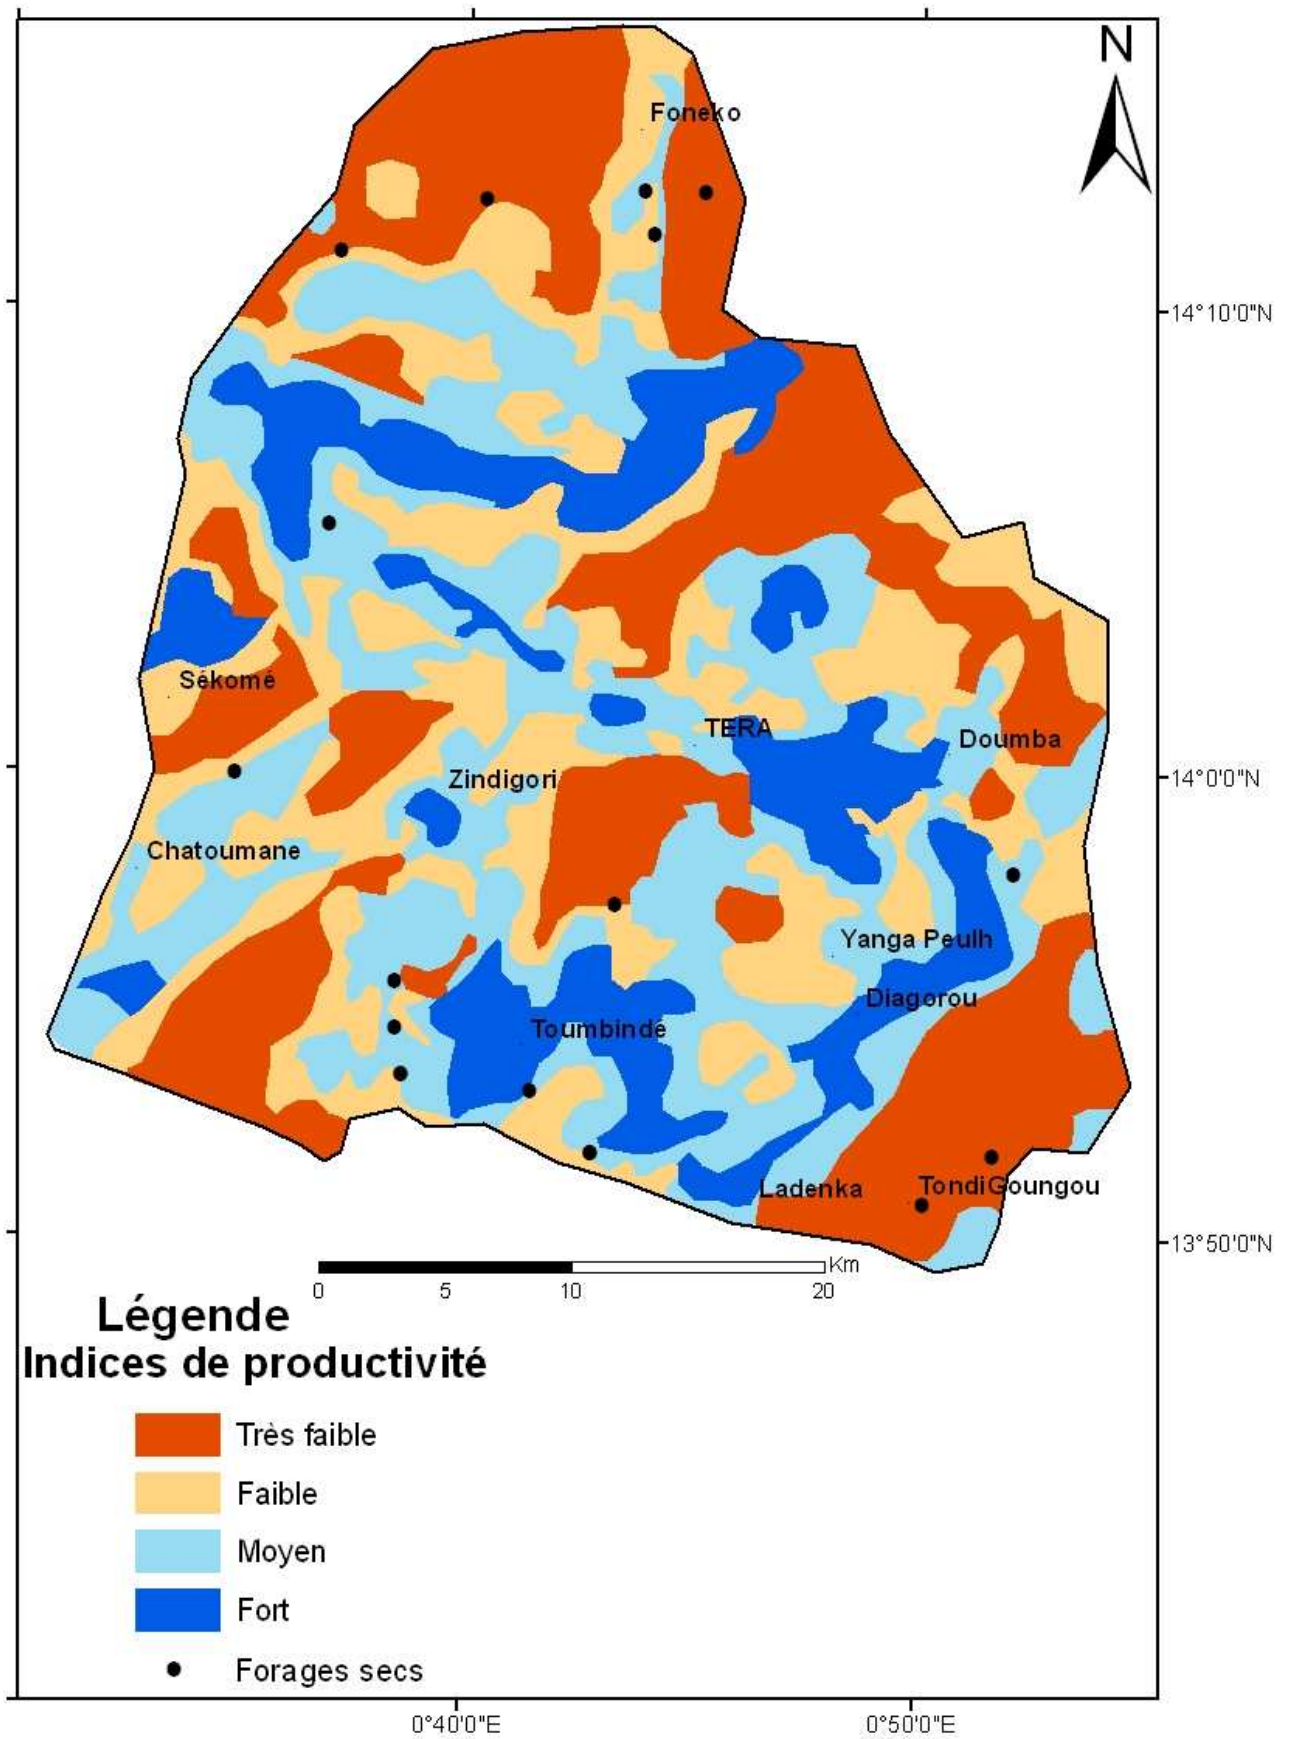 N
Foneko
14°10'0"N
Sékomé
TERA
Doumba
Zindigori
14°0'0"N
Chatoumane
Yanga Peulh
Diagorou
Toumbindé
Ladenka
TondiGoungou
13°50'0"N
Km
0 5 10 20
Légende
Indices de productivité
Très faible
Faible
Moyen
Fort
Forages secs
0°40'0"E 0°50'0"E